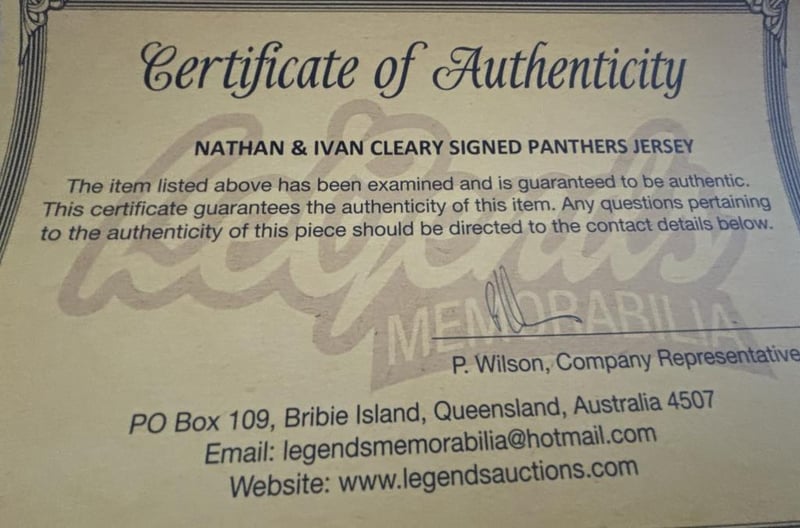 Certificate of Authenticity
NATHAN & IVAN CLEARY SIGNED PANTHERS JERSEY
The item listed above has been examined and is guaranteed to be authentic.
This certificate guarantees the authenticity of this item. Any questions pertaining
to the authenticity of this piece should be directed to the contact details below.
Legends
MEMORABILIA
P. Wilson, Company Representative
PO Box 109, Bribie Island, Queensland, Australia 4507
Email: legendsmemorabilia@hotmail.com
Website: www.legendsauctions.com